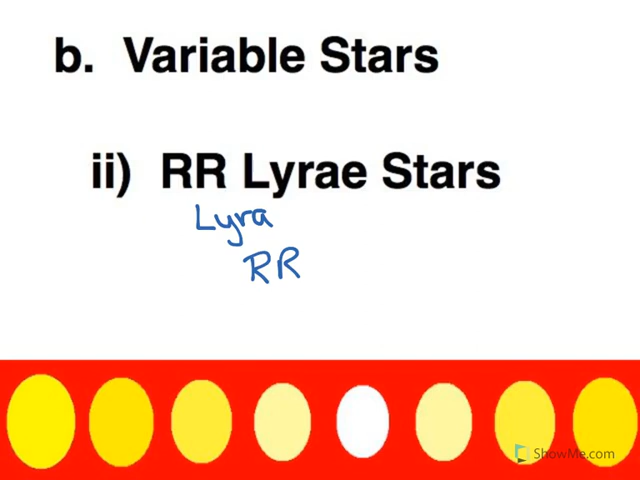 b. Variable Stars
ii) RR Lyrae Stars
Lyra
RR
ShowMe.com